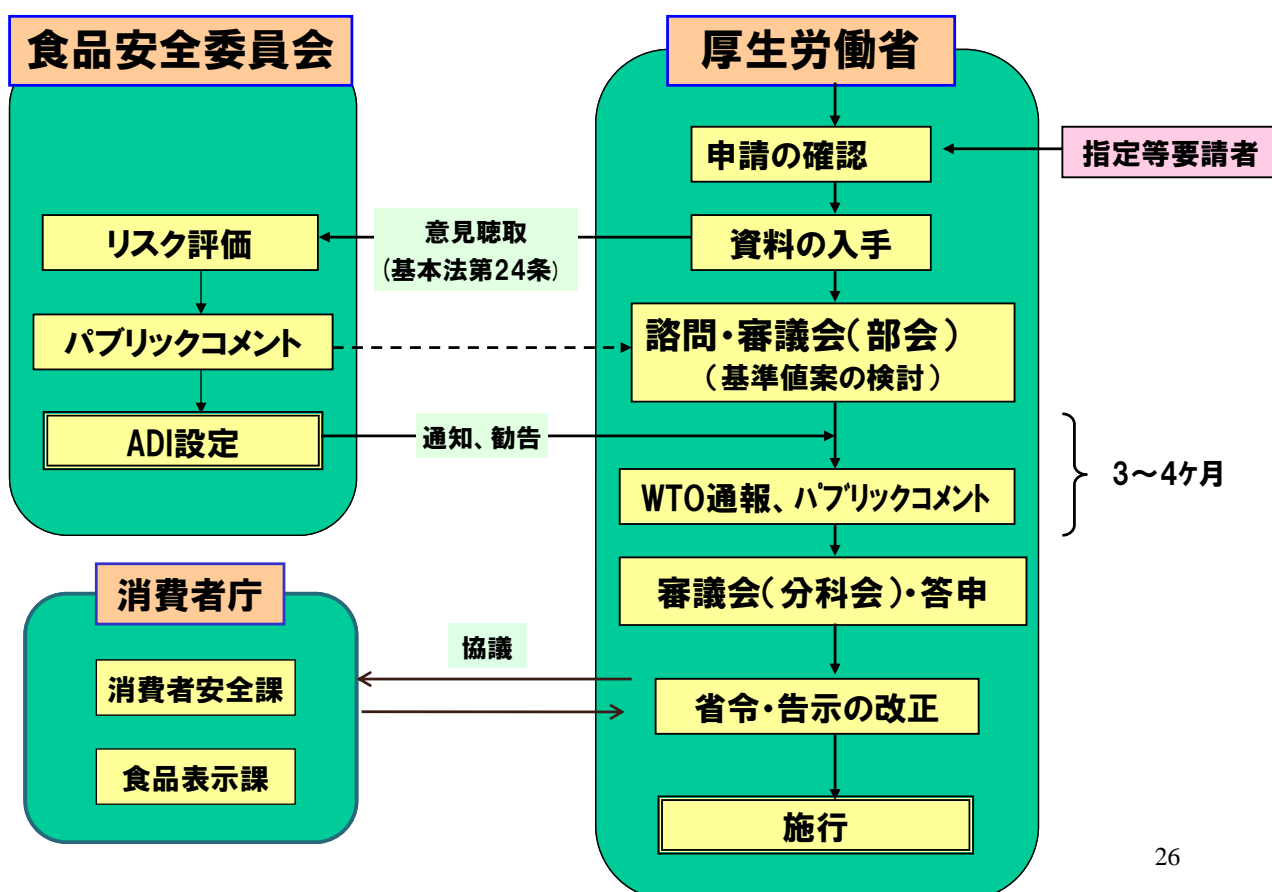 食品安全委員会
リスク評価
パブリックコメント
ADI設定
意見聴取
(基本法第24条)
通知、勧告
厚生労働省
申請の確認
指定等要請者
資料の入手
諮問・審議会(部会)
(基準値案の検討)
WTO通報、パブリックコメント
3~4ケ月
審議会(分科会)・答申
省令・告示の改正
施行
協議
消費者庁
消費者安全課
食品表示課
26